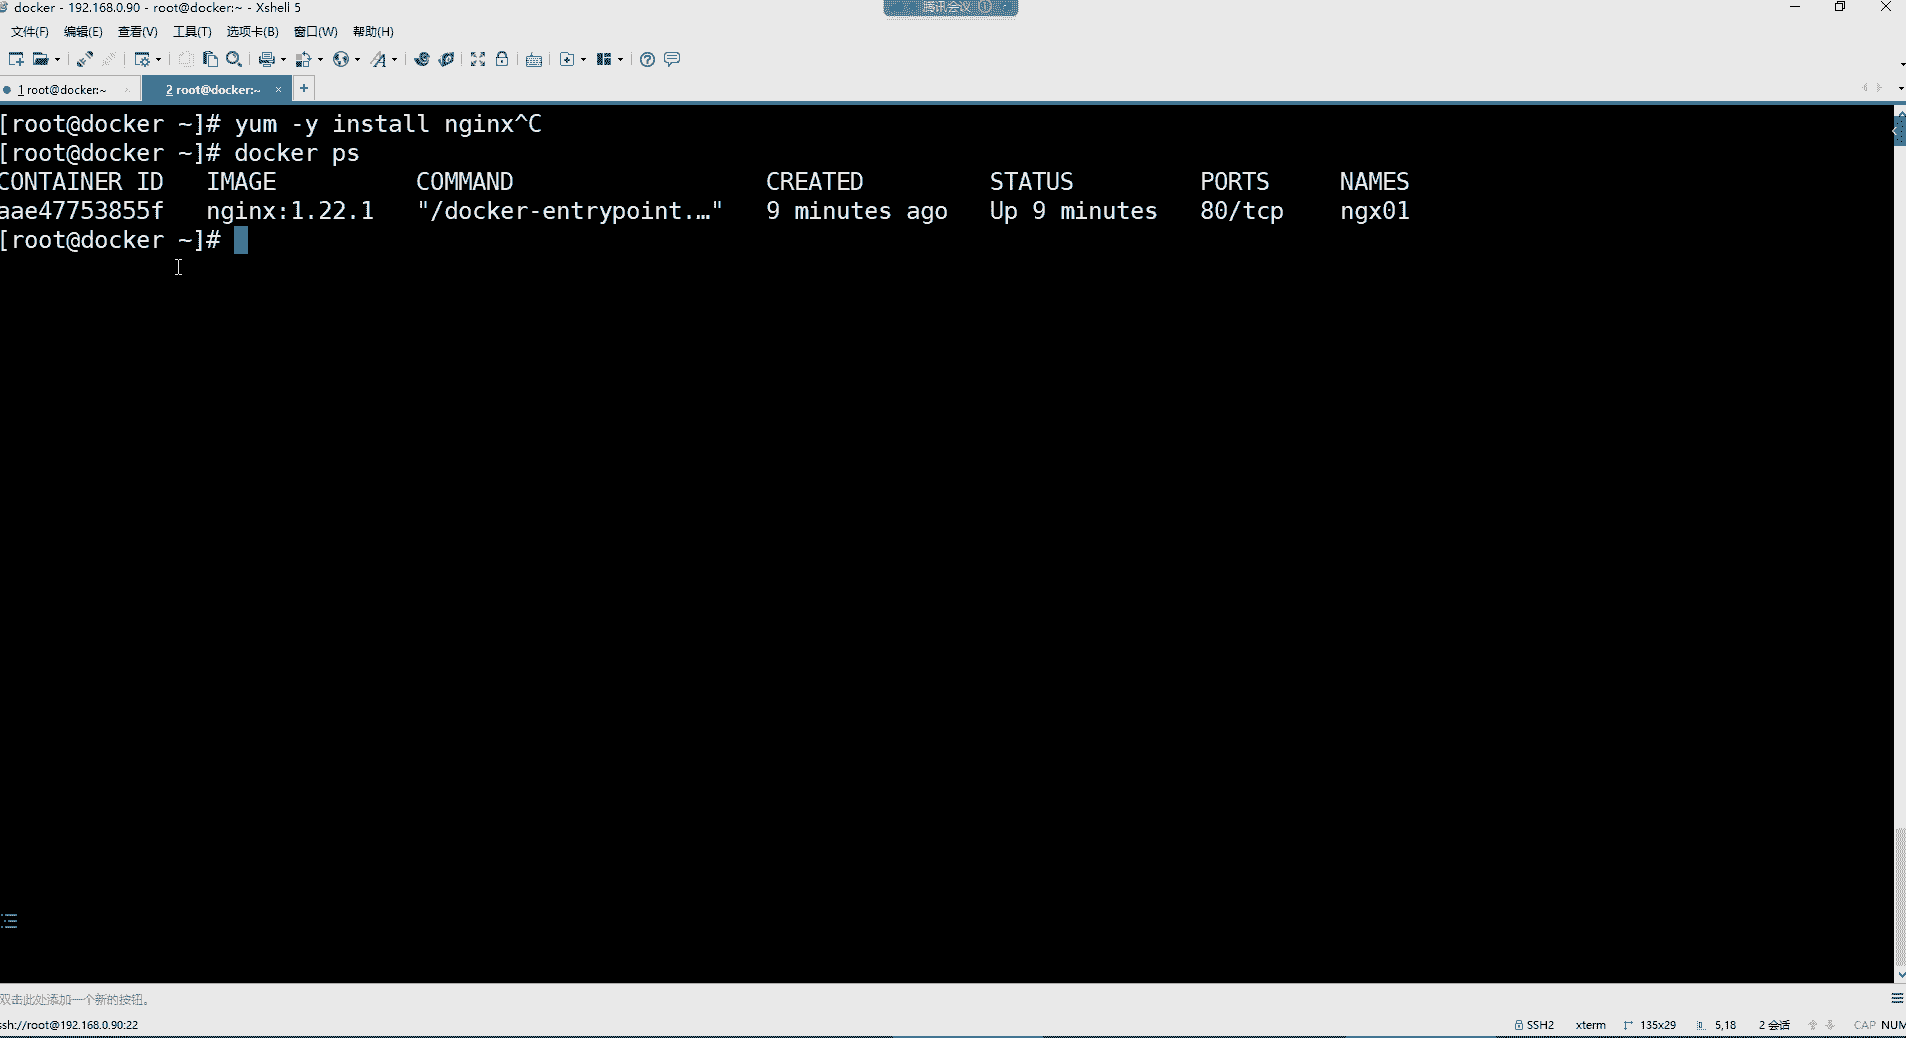 docker - 192.168.0.90 - root@docker:~ - Xshell 5
腾讯会议
文件(F) 编辑(E) 查看(V) 工具(T) 选项卡(B) 窗口(W) 帮助(H)
1 root@docker:~ 2 root@docker:~ × +
[root@docker ~]# yum -y install nginx^C
[root@docker ~]# docker ps
CONTAINER ID IMAGE COMMAND CREATED STATUS PORTS NAMES
aae47753855f nginx:1.22.1 "/docker-entrypoint.…" 9 minutes ago Up 9 minutes 80/tcp ngx01
[root@docker ~]#
双击此处添加一个新的按钮。
ssh://root@192.168.0.90:22 SSH2 xterm 135x29 5,18 2 会话 CAP NUM